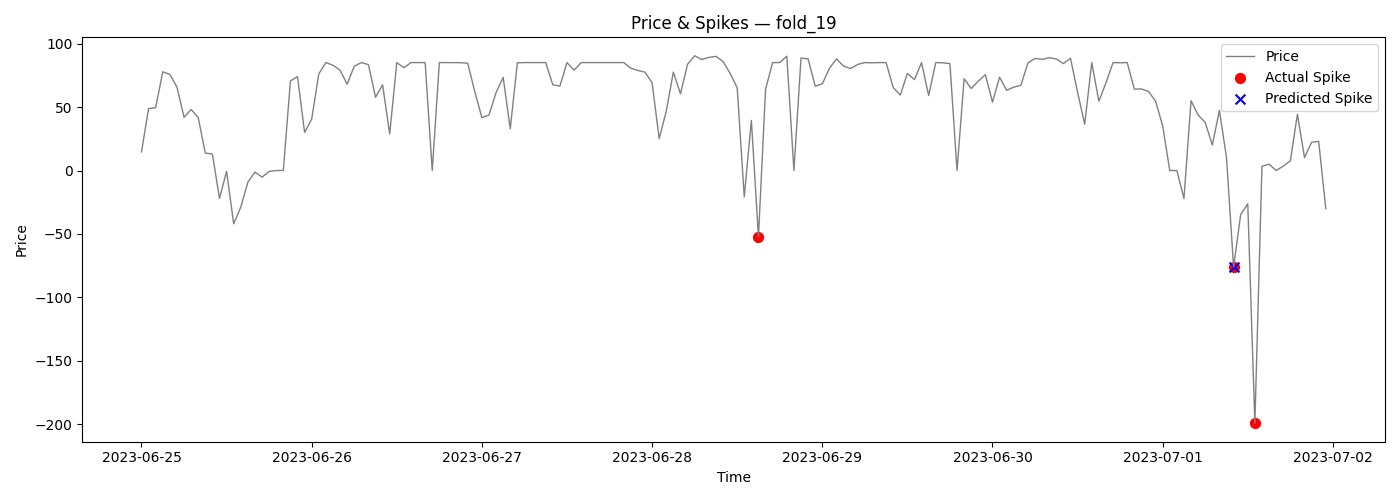 Price & Spikes — fold_19
Price
Actual Spike
Predicted Spike
Price
100
50
0
−50
−100
−150
−200
2023-06-25 2023-06-26 2023-06-27 2023-06-28 2023-06-29 2023-06-30 2023-07-01 2023-07-02
Time